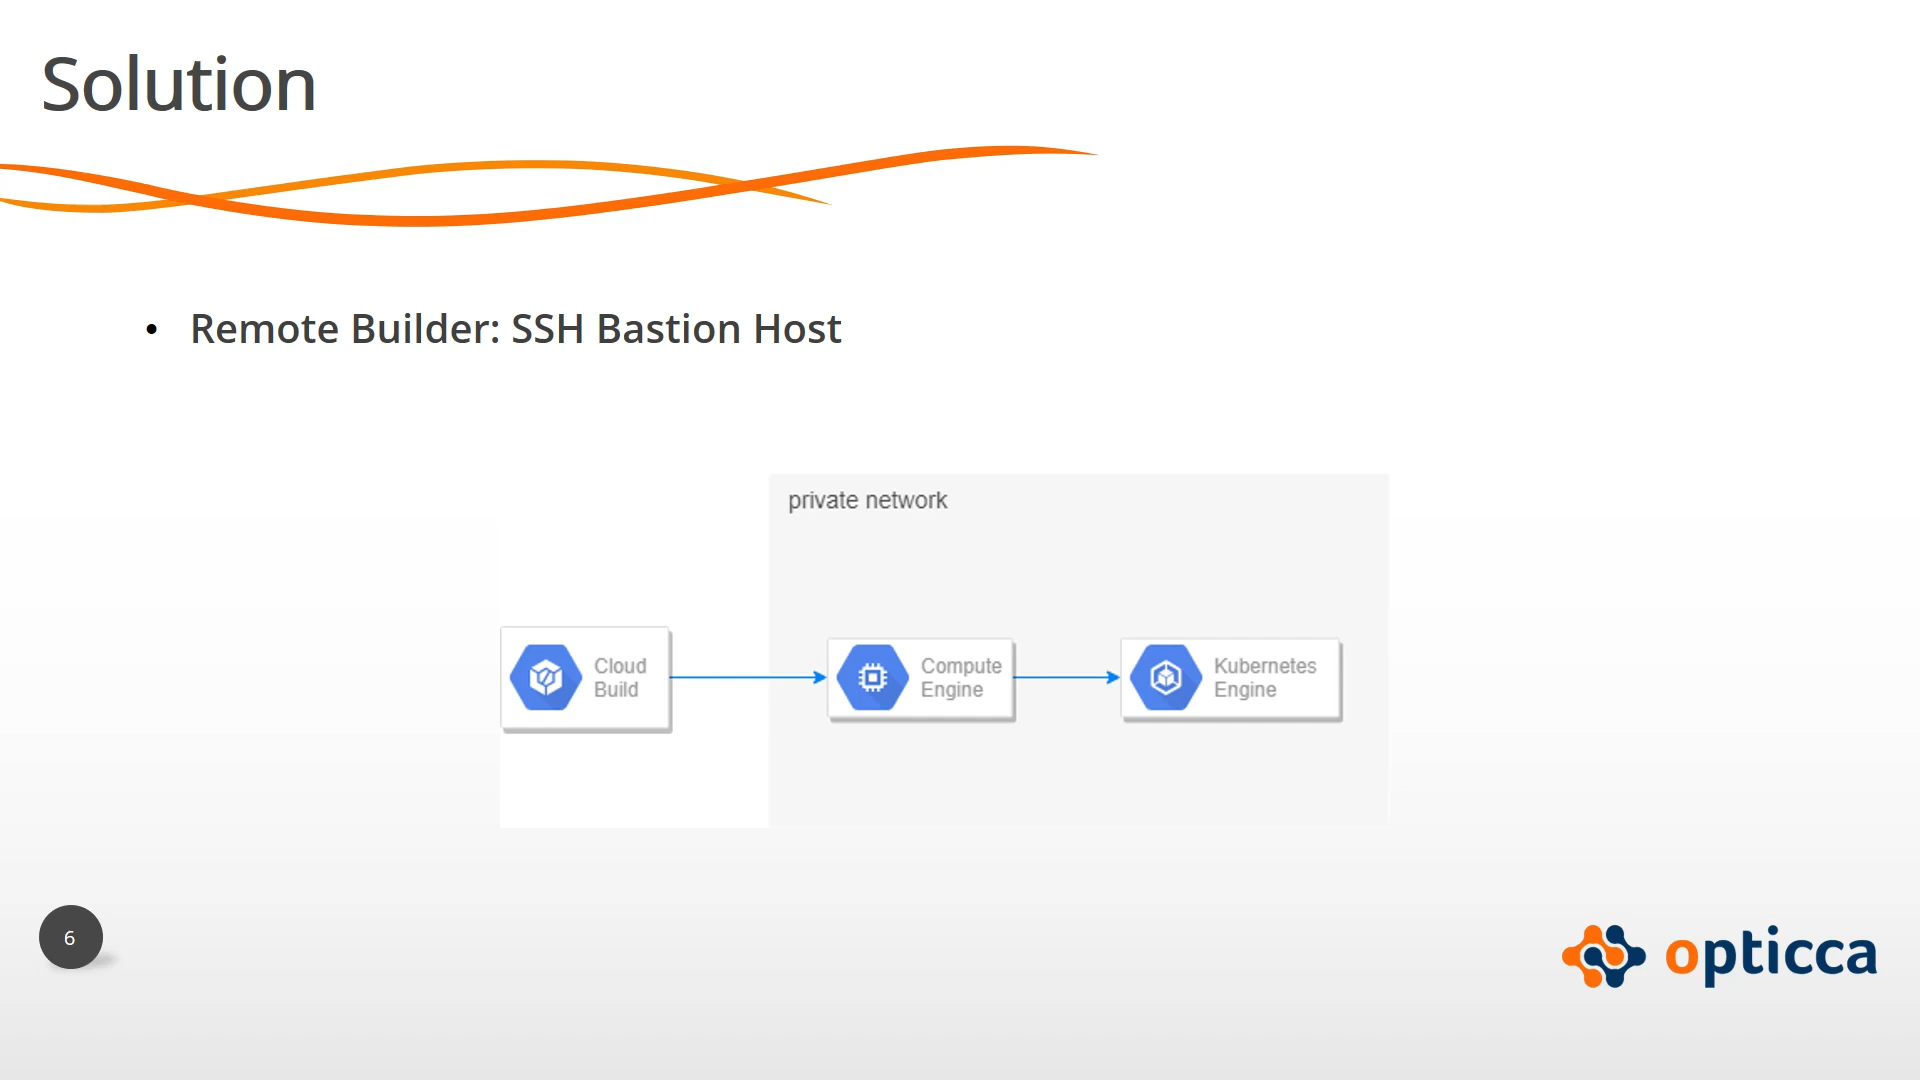 Solution
• Remote Builder: SSH Bastion Host
private network
Cloud
Build
Compute
Engine
Kubernetes
Engine
6
opticca